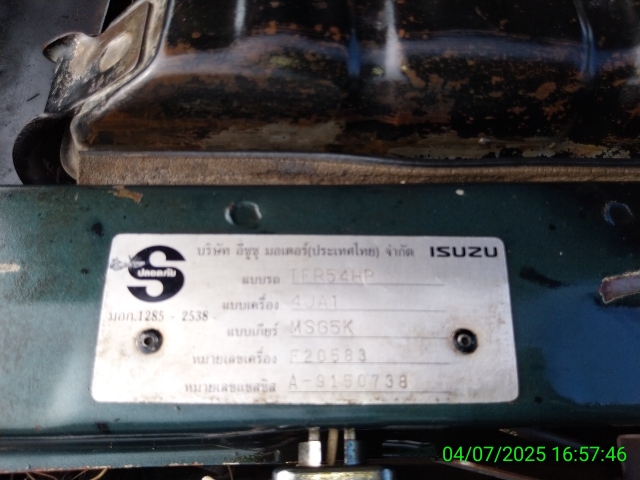 บริษัท อีซูซุ มอเตอร์(ประเทศไทย) จำกัด ISUZU
S
ปลอดภัย
มอก.1285 - 2538
แบบรถ TFR54HP
แบบเครื่อง 4JA1
แบบเกียร์ MSG5K
หมายเลขเครื่อง F20583
หมายเลขแชสซีส์ A-9150738
04/07/2025 16:57:46